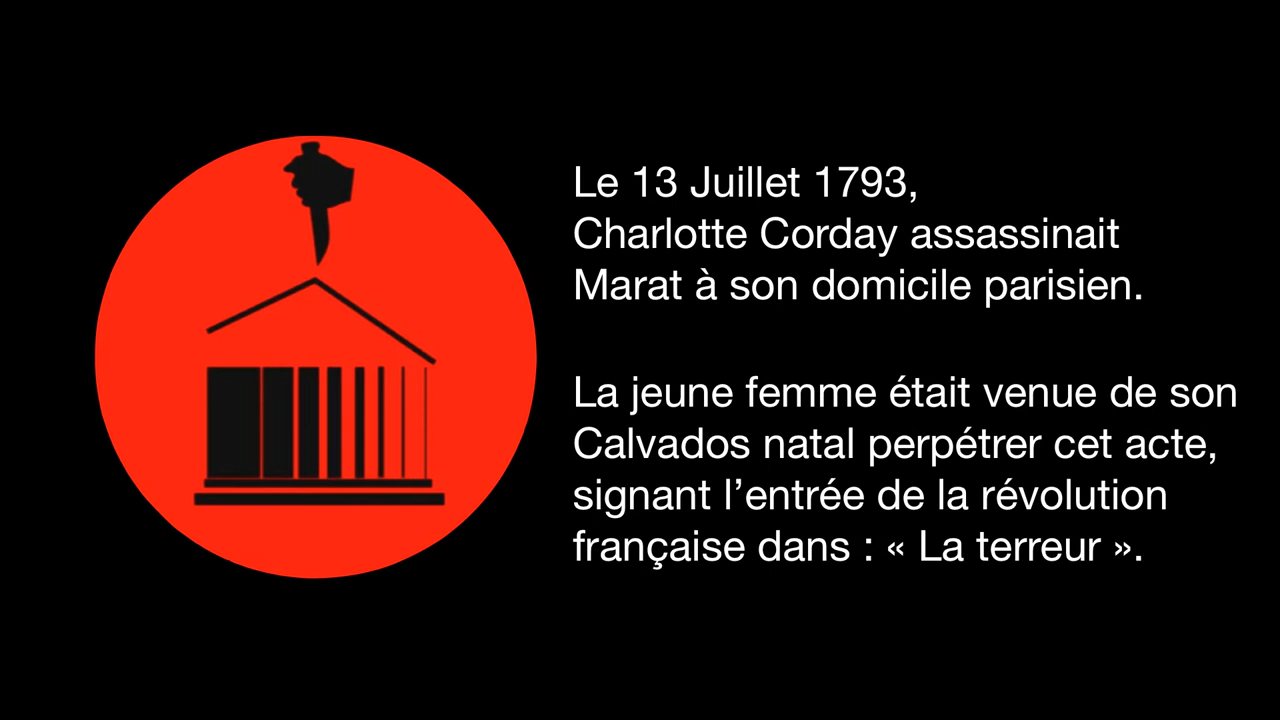 Le 13 Juillet 1793,
Charlotte Corday assassinait
Marat à son domicile parisien.
La jeune femme était venue de son
Calvados natal perpétrer cet acte,
signant l’entrée de la révolution
française dans : « La terreur ».